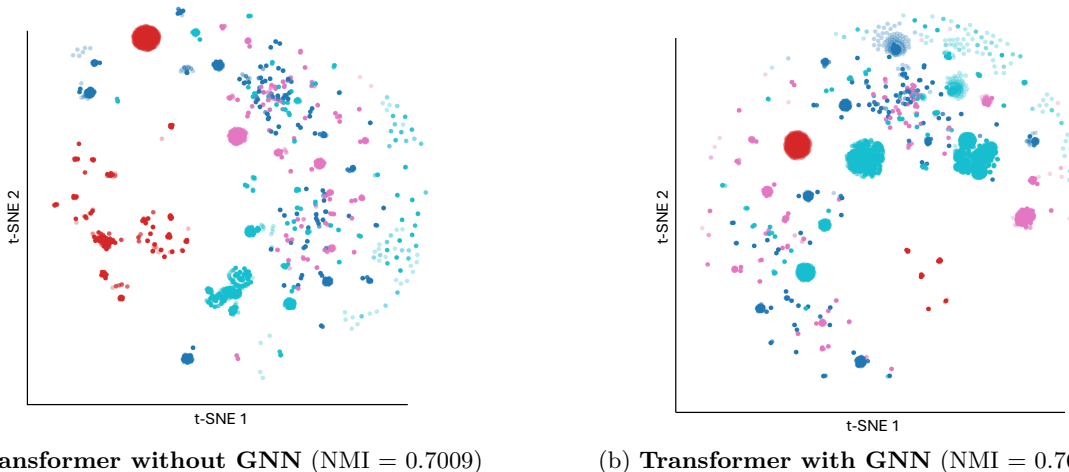 t-SNE 2
t-SNE 1
ansformer without GNN (NMI = 0.7009)
t-SNE 2
t-SNE 1
(b) Transformer with GNN (NMI = 0.70